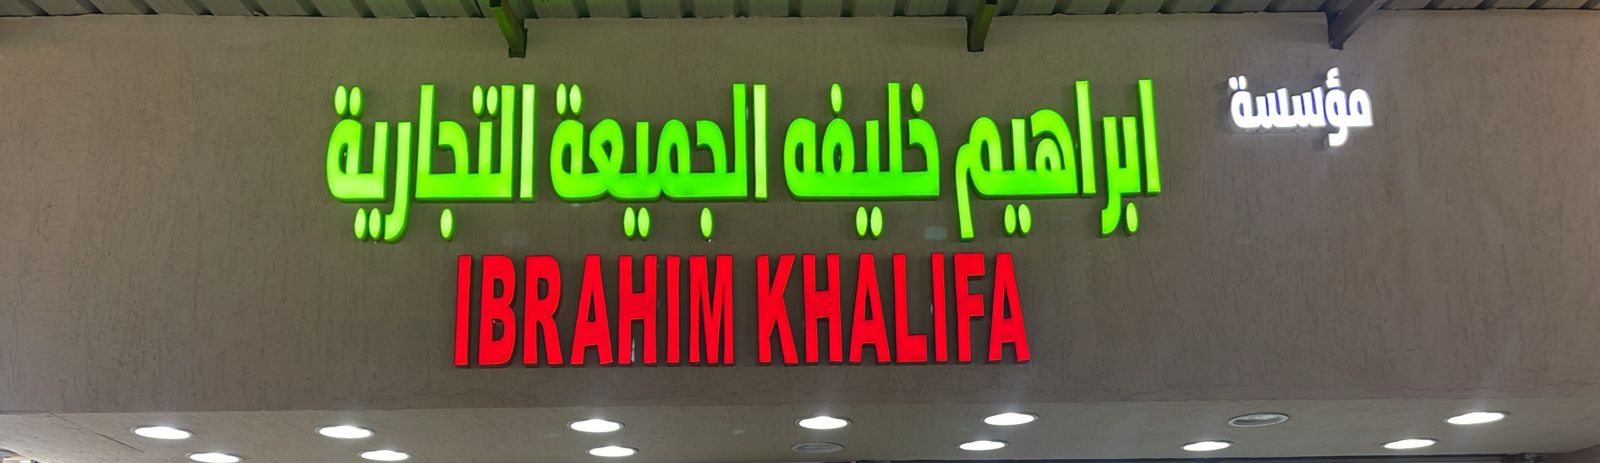 مؤسسة
ابراهيم خليفه الجميعة التجارية
IBRAHIM KHALIFA